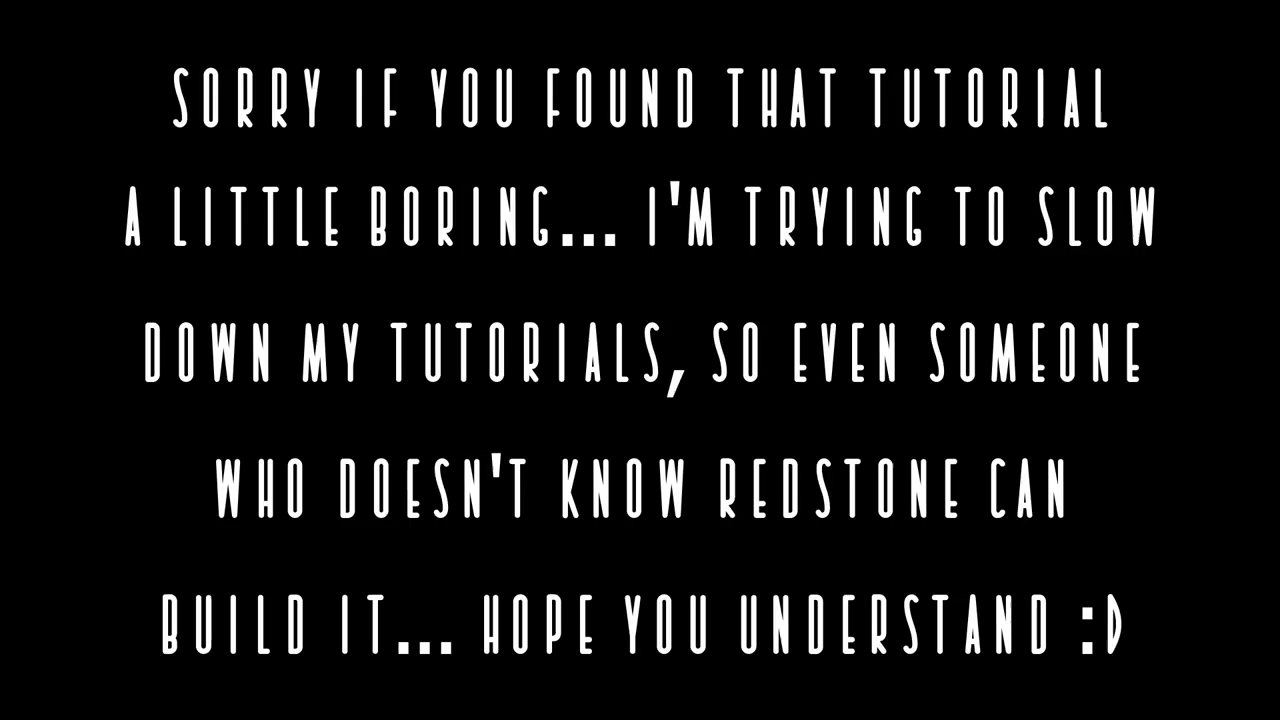 SORRY IF YOU FOUND THAT TUTORIAL
A LITTLE BORING... I'M TRYING TO SLOW
DOWN MY TUTORIALS, SO EVEN SOMEONE
WHO DOESN'T KNOW REDSTONE CAN
BUILD IT... HOPE YOU UNDERSTAND :D